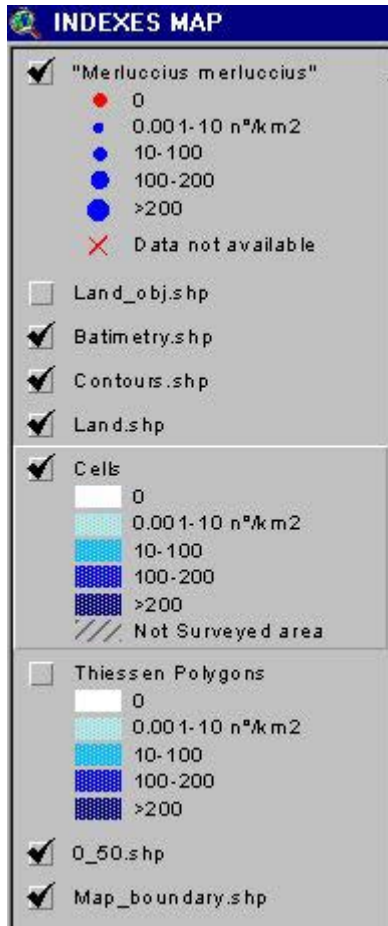 INDEXES MAP
"Merluccius merluccius"
0
0.001-10 n°/km2
10-100
100-200
>200
Data not available
Land_obj.shp
Batimetry.shp
Contours.shp
Land.shp
Cells
0
0.001-10 n°/km2
10-100
100-200
>200
Not Surveyed area
Thiessen Polygons
0
0.001-10 n°/km2
10-100
100-200
>200
0_50.shp
Map_boundary.shp